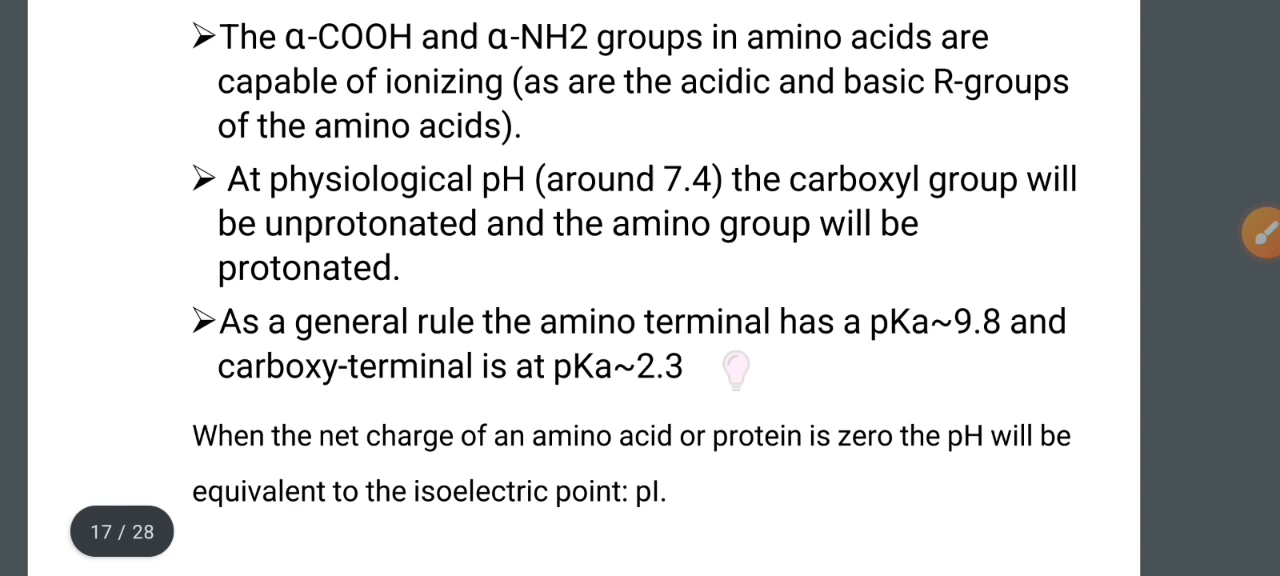 ➢The α-COOH and α-NH2 groups in amino acids are
capable of ionizing (as are the acidic and basic R-groups
of the amino acids).
➢ At physiological pH (around 7.4) the carboxyl group will
be unprotonated and the amino group will be
protonated.
➢As a general rule the amino terminal has a pKa~9.8 and
carboxy-terminal is at pKa~2.3
When the net charge of an amino acid or protein is zero the pH will be
equivalent to the isoelectric point: pI.
17 / 28